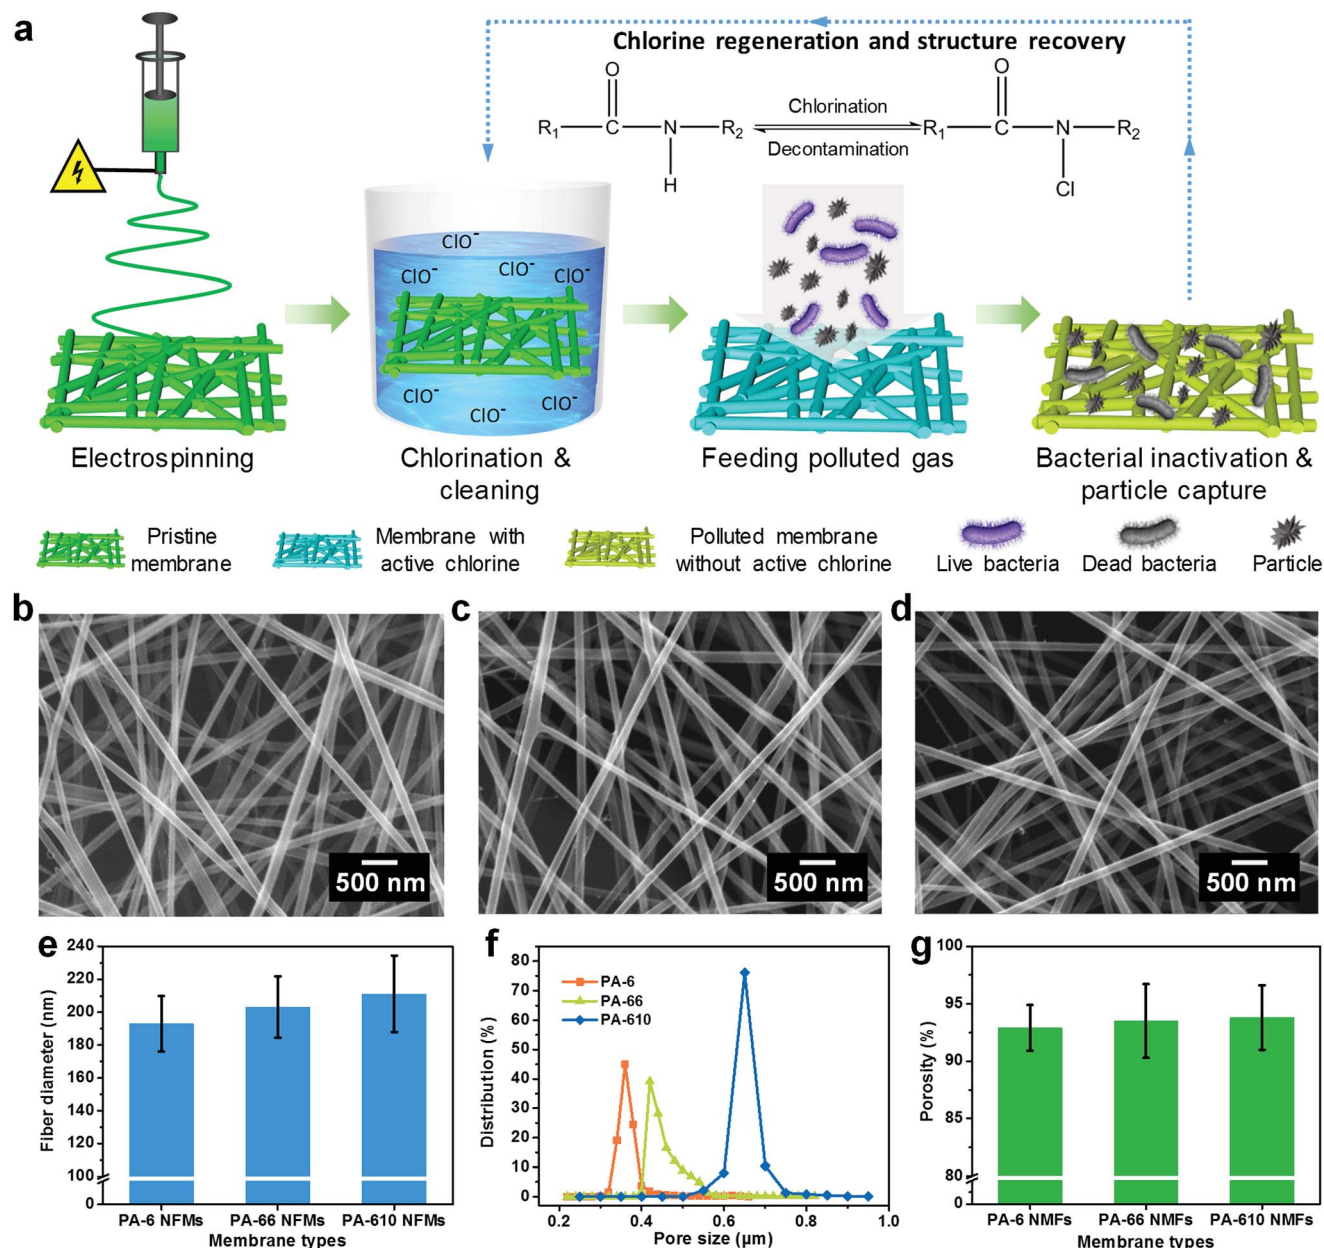 a
Chlorine regeneration and structure recovery
O
O
Chlorination
R1 C N R2
R1 C N R2
Decontamination
H
Cl
ClO-
ClO-
ClO-
ClO-
ClO-
ClO-
ClO-
Electrospinning
Chlorination &
cleaning
Feeding polluted gas
Bacterial inactivation &
particle capture
Pristine
membrane
Membrane with
active chlorine
Polluted membrane
without active chlorine
Live bacteria
Dead bacteria
Particle
b
500 nm
c
500 nm
d
500 nm
e
Fiber diameter (nm)
240
220
200
180
160
140
120
100
0
PA-6 NFMs PA-66 NFMs PA-610 NFMs
Membrane types
f
Distribution (%)
80
70
60
50
40
30
20
10
0
PA-6
PA-66
PA-610
0.2 0.4 0.6 0.8 1.0
Pore size (μm)
g
Porosity (%)
100
95
90
85
80
0
PA-6 NMFs PA-66 NMFs PA-610 NMFs
Membrane types